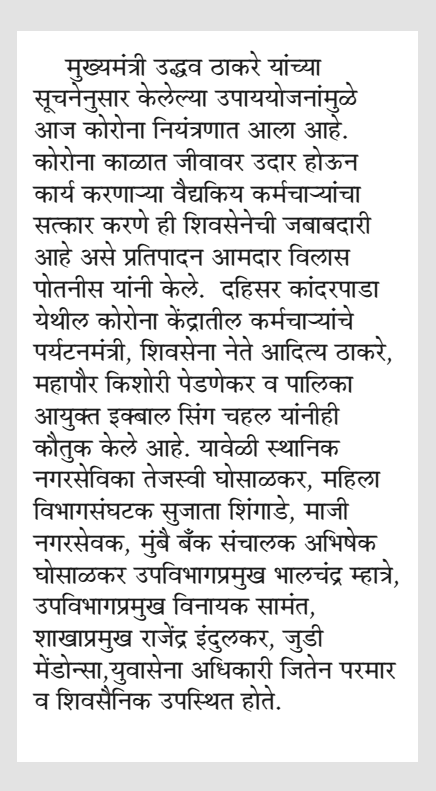 मुख्यमंत्री उद्धव ठाकरे यांच्या
सूचनेनुसार केलेल्या उपाययोजनांमुळे
आज कोरोना नियंत्रणात आला आहे.
कोरोना काळात जीवावर उदार होऊन
कार्य करणाऱ्या वैद्यकिय कर्मचाऱ्यांचा
सत्कार करणे ही शिवसेनेची जबाबदारी
आहे असे प्रतिपादन आमदार विलास
पोतनीस यांनी केले. दहिसर कांदरपाडा
येथील कोरोना केंद्रातील कर्मचाऱ्यांचे
पर्यटनमंत्री, शिवसेना नेते आदित्य ठाकरे,
महापौर किशोरी पेडणेकर व पालिका
आयुक्त इक्बाल सिंग चहल यांनीही
कौतुक केले आहे. यावेळी स्थानिक
नगरसेविका तेजस्वी घोसाळकर, महिला
विभागसंघटक सुजाता शिंगाडे, माजी
नगरसेवक, मुंबै बँक संचालक अभिषेक
घोसाळकर उपविभागप्रमुख भालचंद्र म्हात्रे,
उपविभागप्रमुख विनायक सामंत,
शाखाप्रमुख राजेंद्र इंदुलकर, जुडी
मेंडोन्सा,युवासेना अधिकारी जितेन परमार
व शिवसैनिक उपस्थित होते.